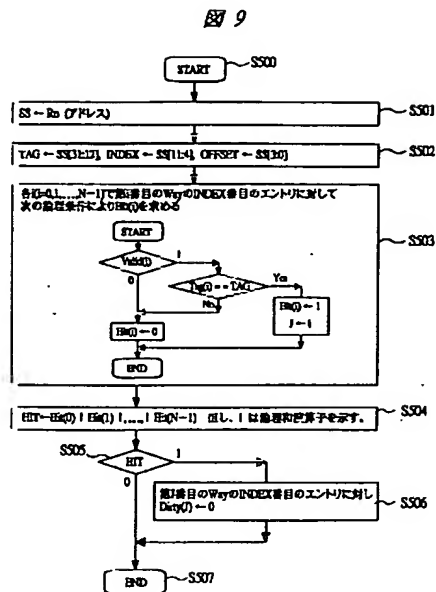 図 9
START
S500
SS ← Rn (アドレス)
S501
TAG ← SS[31:12], INDEX ← SS[11:4], OFFSET ← SS[3:0]
S502
各i(i=0,1,...,N-1)で第i番目のWayのINDEX番目のエントリに対して
次の論理条件によりHit(i)を求める
S503
START
Valid(i)
1
0
Tag(i) == TAG
Yes
No
Hit(i) ← 1
J ← i
Hit(i) ← 0
END
HIT←Hit(0) | Hit(1) |,....,| Hit(N-1) 但し、| は論理和演算子を示す。
S504
S505
HIT
1
0
第J番目のWayのINDEX番目のエントリに対し
Dirty(J) ← 0
S506
END
S507